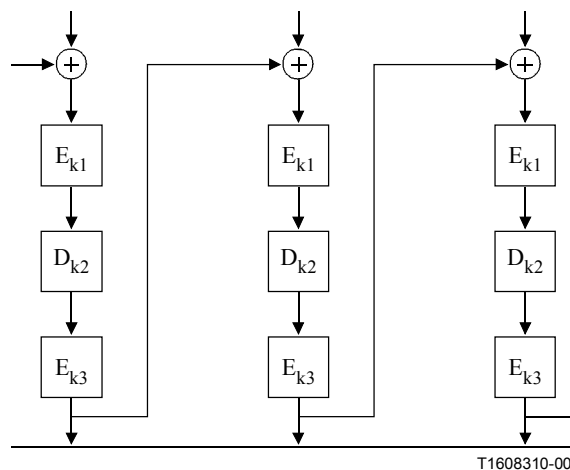 + + +
E k1 E k1 E k1
D k2 D k2 D k2
E k3 E k3 E k3
T1608310-00